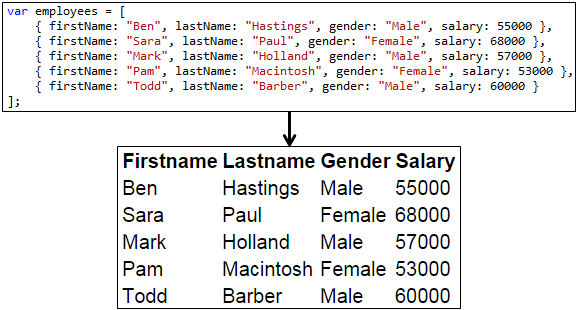 var employees = [
{ firstName: "Ben", lastName: "Hastings", gender: "Male", salary: 55000 },
{ firstName: "Sara", lastName: "Paul", gender: "Female", salary: 68000 },
{ firstName: "Mark", lastName: "Holland", gender: "Male", salary: 57000 },
{ firstName: "Pam", lastName: "Macintosh", gender: "Female", salary: 53000 },
{ firstName: "Todd", lastName: "Barber", gender: "Male", salary: 60000 }
];
Firstname Lastname Gender Salary
Ben Hastings Male 55000
Sara Paul Female 68000
Mark Holland Male 57000
Pam Macintosh Female 53000
Todd Barber Male 60000